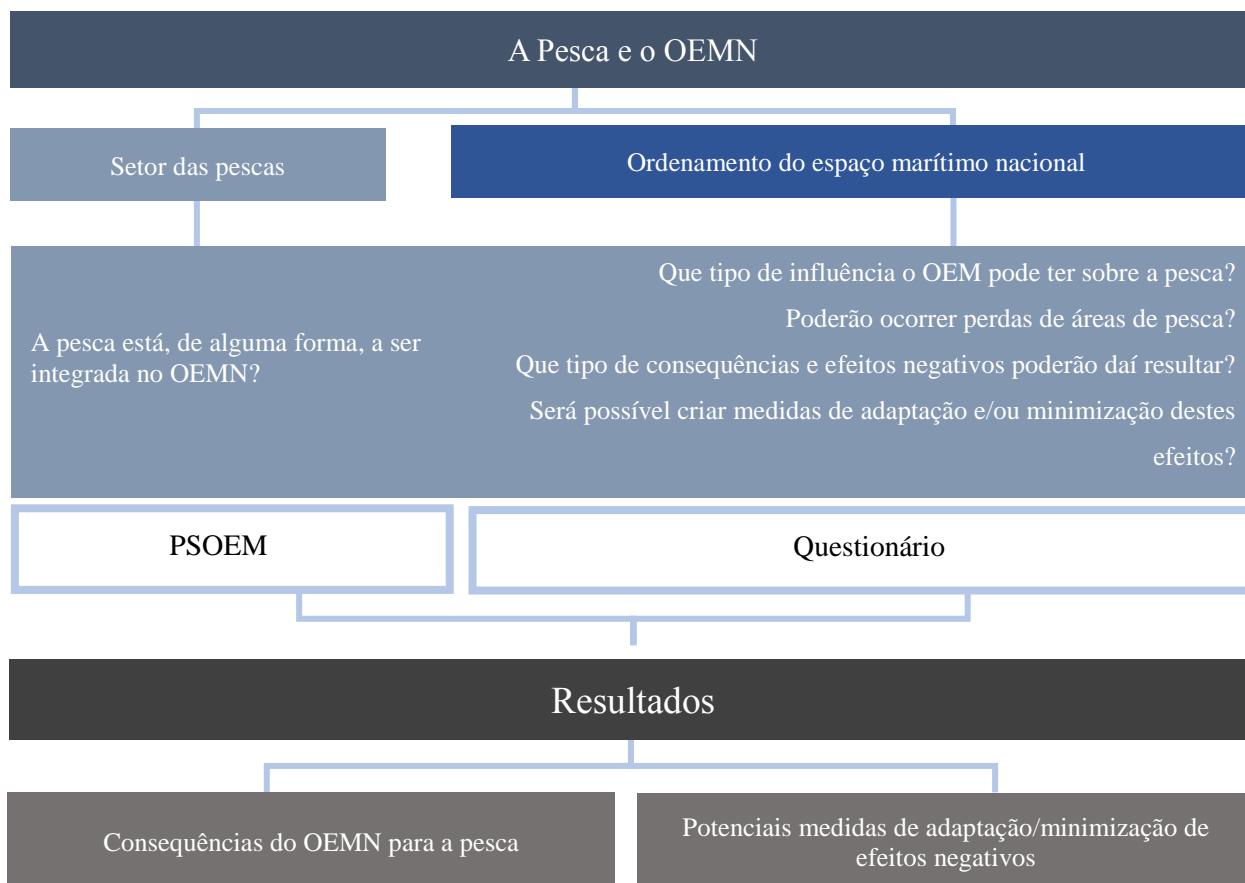 A Pesca e o OEMN
Setor das pescas
Ordenamento do espaço marítimo nacional
A pesca está, de alguma forma, a ser
integrada no OEMN?
Que tipo de influência o OEM pode ter sobre a pesca?
Poderão ocorrer perdas de áreas de pesca?
Que tipo de consequências e efeitos negativos poderão daí resultar?
Será possível criar medidas de adaptação e/ou minimização destes
efeitos?
PSOEM
Questionário
Resultados
Consequências do OEMN para a pesca
Potenciais medidas de adaptação/minimização de
efeitos negativos